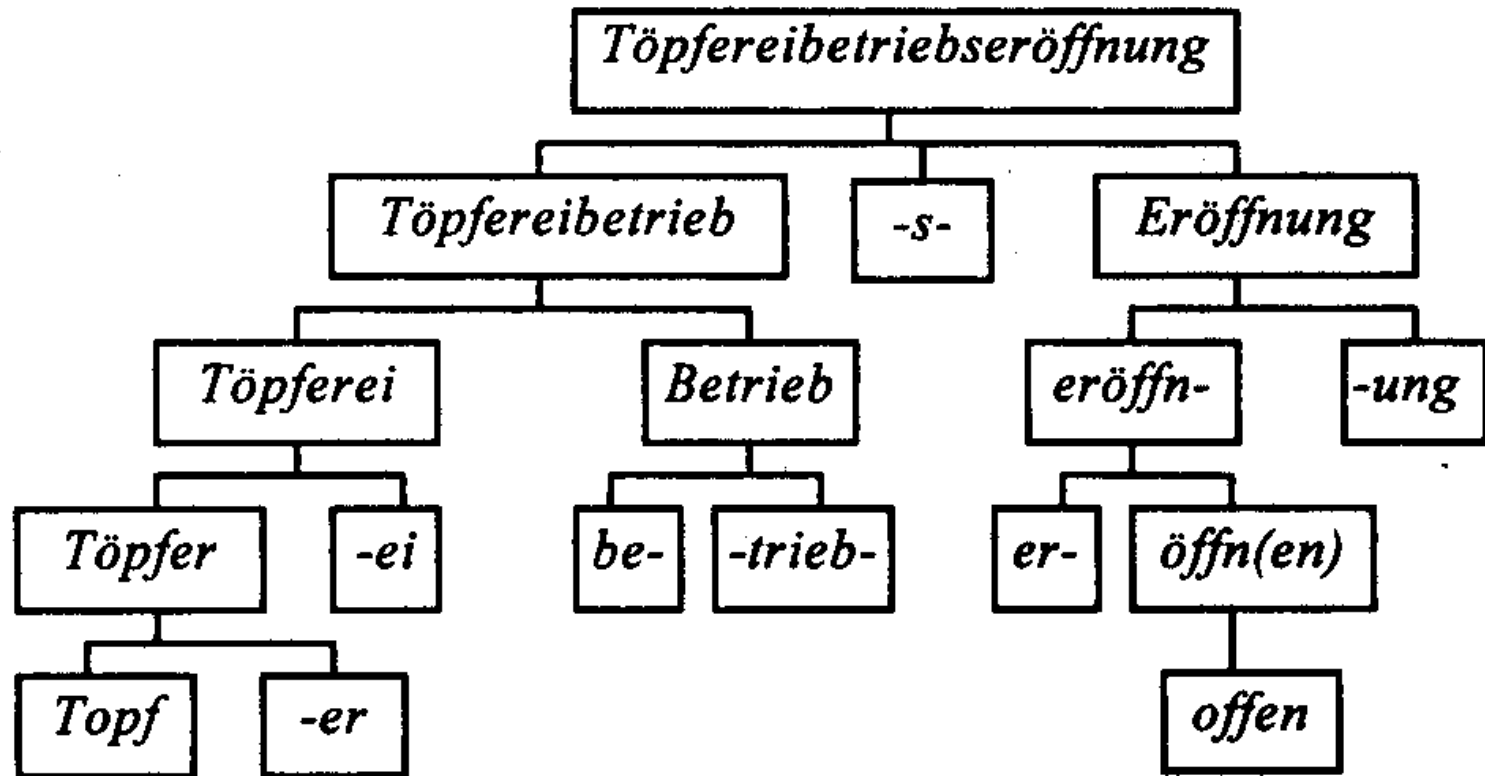 Töpfereibetriebseröffnung
Töpfereibetrieb -s- Eröffnung
Töpferei Betrieb eröffn- -ung
Töpfer -ei be- -trieb- er- öffn(en)
Topf -er offen